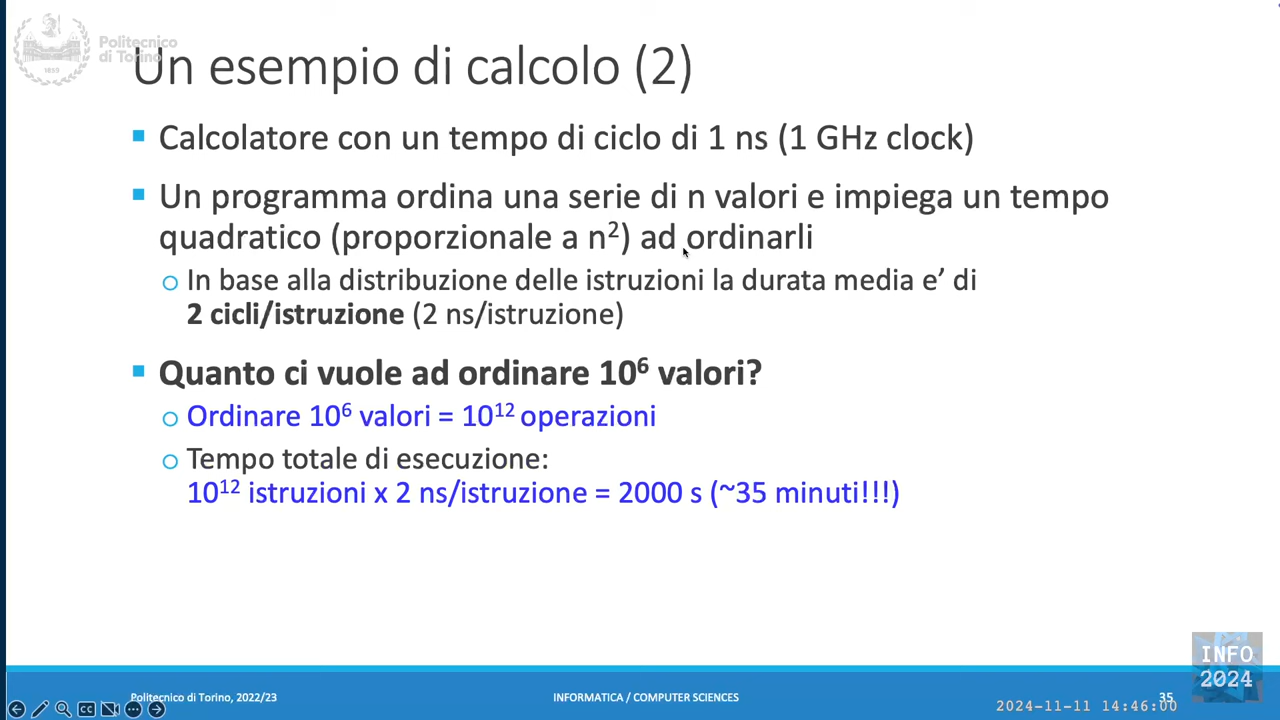 Politecnico
di Torino
1859
Un esempio di calcolo (2)
Calcolatore con un tempo di ciclo di 1 ns (1 GHz clock)
Un programma ordina una serie di n valori e impiega un tempo
quadratico (proporzionale a n²) ad ordinarli
In base alla distribuzione delle istruzioni la durata media e’ di
2 cicli/istruzione (2 ns/istruzione)
Quanto ci vuole ad ordinare 10⁶ valori?
Ordinare 10⁶ valori = 10¹² operazioni
Tempo totale di esecuzione:
10¹² istruzioni x 2 ns/istruzione = 2000 s (~35 minuti!!!)
INFO
2024
Politecnico di Torino, 2022/23
INFORMATICA / COMPUTER SCIENCES
35
CC
2024-11-11 14:46:00